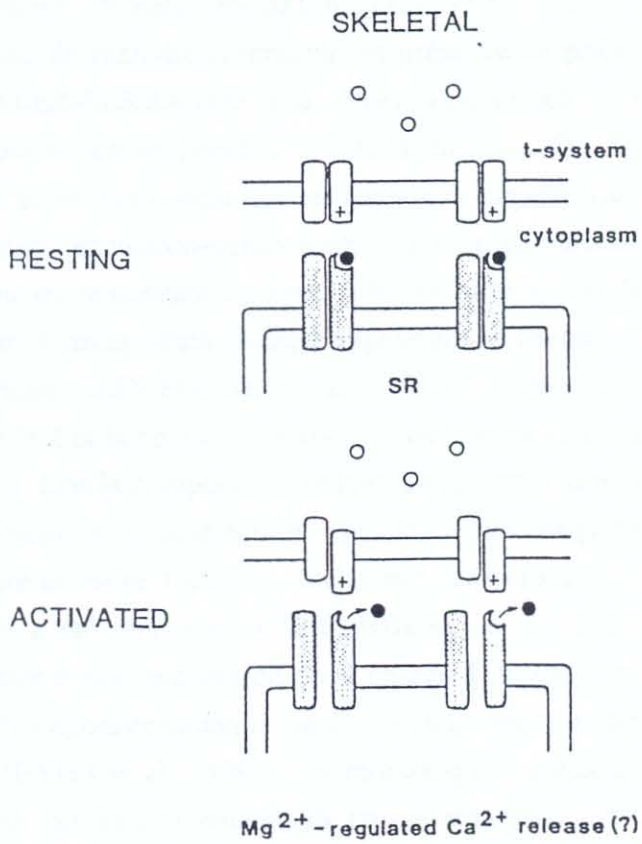 SKELETAL
t-system
+ +
cytoplasm
RESTING
SR
+ +
ACTIVATED
Mg2+-regulated Ca2+ release (?)